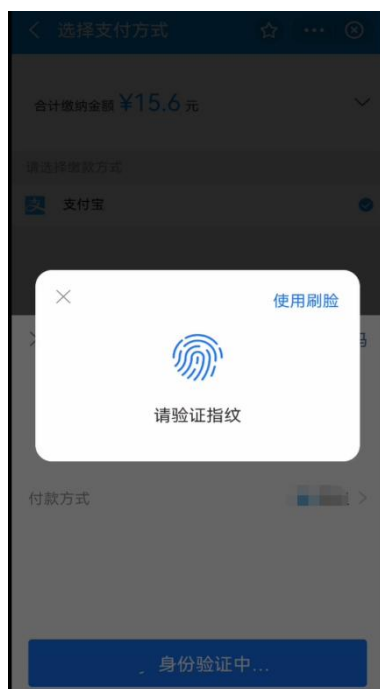 选择支付方式
合计缴纳金额 ¥15.6 元
请选择缴款方式
支 支付宝
使用刷脸
请验证指纹
付款方式
身份验证中...